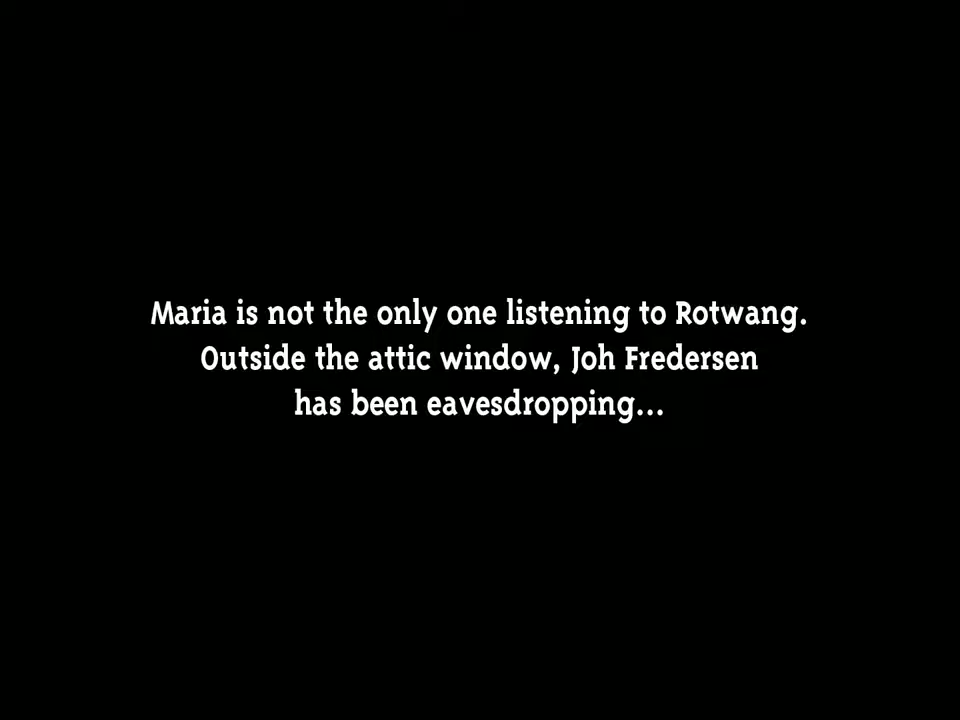 Maria is not the only one listening to Rotwang.
Outside the attic window, Joh Fredersen
has been eavesdropping...